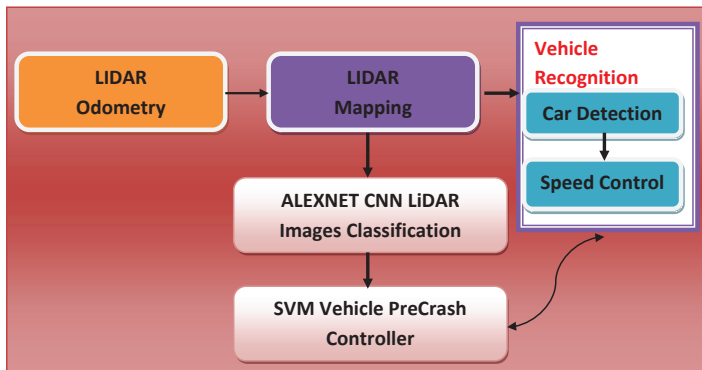 LIDAR
Odometry
LIDAR
Mapping
Vehicle
Recognition
Car Detection
Speed Control
ALEXNET CNN LiDAR
Images Classification
SVM Vehicle PreCrash
Controller